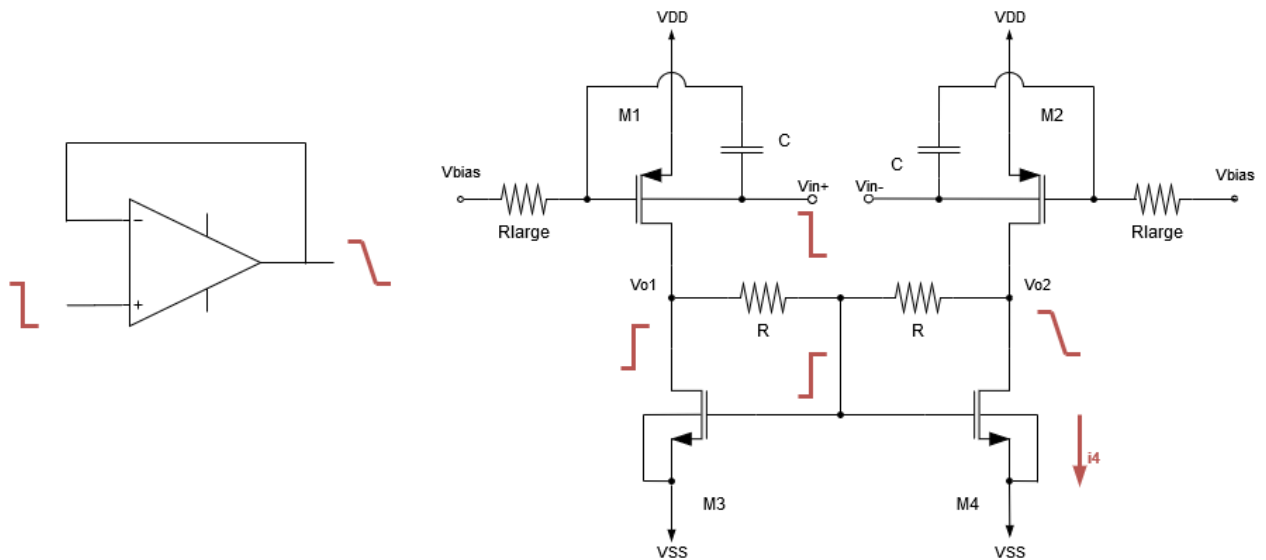 VDD
VDD
M1
M2
C
C
Vbias
Vin+
Vin-
Vbias
Rlarge
Rlarge
−
+
Vo1
Vo2
R
R
i4
M3
M4
VSS
VSS